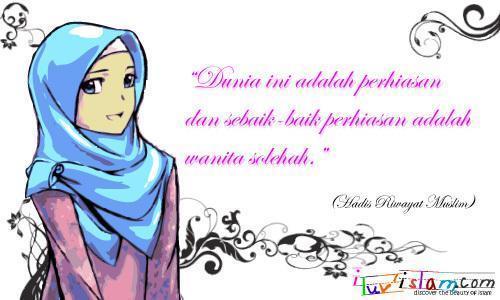 "Dunia ini adalah perhiasan
dan sebaik-baik perhiasan adalah
wanita solehah."
(Hadis Riwayat Muslim)
iluvislam.com
discover the beauty of islam